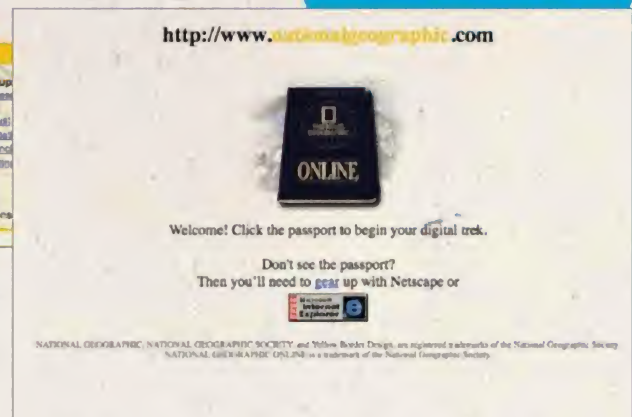 http://www.nationalgeographic.com
NATIONAL
GEOGRAPHIC
ONLINE
Welcome! Click the passport to begin your digital trek.
Don't see the passport?
Then you'll need to gear up with Netscape or
Microsoft
Internet
Explorer
NATIONAL GEOGRAPHIC, NATIONAL GEOGRAPHIC SOCIETY, and Yellow Border Design, are registered trademarks of the National Geographic Society.
NATIONAL GEOGRAPHIC ONLINE is a trademark of the National Geographic Society.